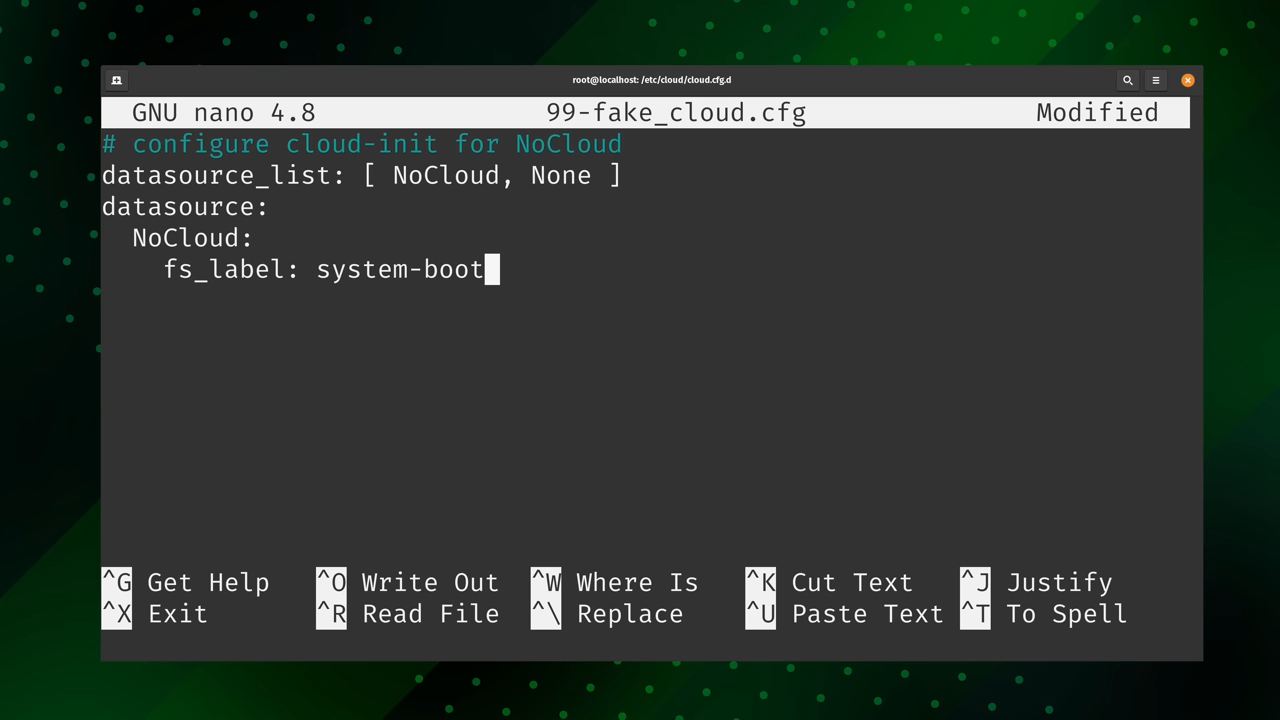 root@localhost: /etc/cloud/cloud.cfg.d
GNU nano 4.8 99-fake_cloud.cfg Modified
# configure cloud-init for NoCloud
datasource_list: [ NoCloud, None ]
datasource:
  NoCloud:
    fs_label: system-boot
^G Get Help ^O Write Out ^W Where Is ^K Cut Text ^J Justify
^X Exit ^R Read File ^\ Replace ^U Paste Text ^T To Spell